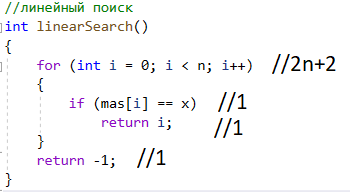 //линейный поиск
int linearSearch()
{
for (int i = 0; i < n; i++) //2n+2
{
if (mas[i] == x) //1
return i; //1
}
return -1; //1
}